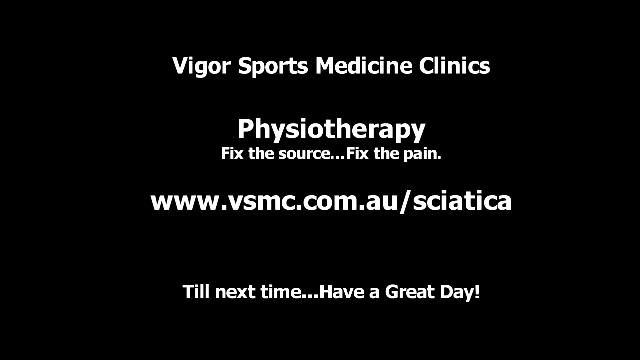 Vigor Sports Medicine Clinics
Physiotherapy
Fix the source...Fix the pain.
www.vsmc.com.au/sciatica
Till next time...Have a Great Day!